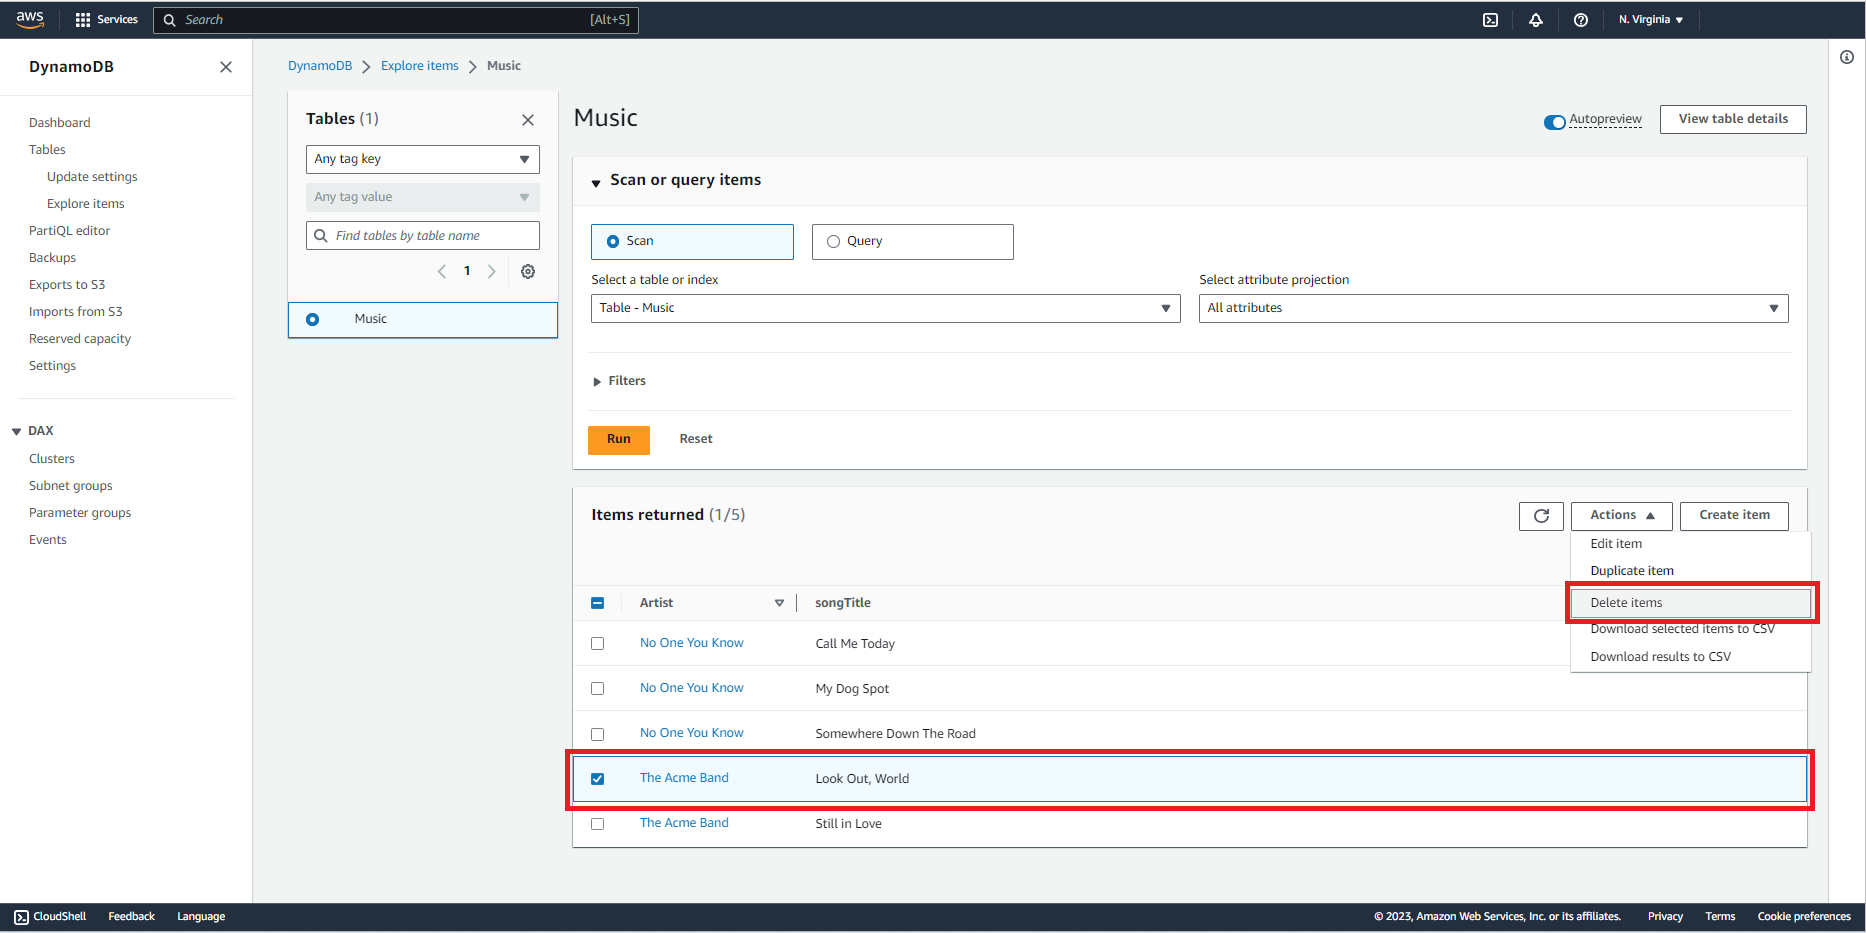 aws
Services
Search [Alt+S]
N. Virginia
DynamoDB
Dashboard
Tables
Update settings
Explore items
PartiQL editor
Backups
Exports to S3
Imports from S3
Reserved capacity
Settings
DAX
Clusters
Subnet groups
Parameter groups
Events
DynamoDB > Explore items > Music
Tables (1)
Any tag key
Any tag value
Find tables by table name
1
Music
Music
Autopreview
View table details
Scan or query items
Scan
Query
Select a table or index
Table - Music
Select attribute projection
All attributes
Filters
Run
Reset
Items returned (1/5)
Actions
Create item
Edit item
Duplicate item
Delete items
Download selected items to CSV
Download results to CSV
Artist songTitle
No One You Know Call Me Today
No One You Know My Dog Spot
No One You Know Somewhere Down The Road
The Acme Band Look Out, World
The Acme Band Still in Love
CloudShell Feedback Language
© 2023, Amazon Web Services, Inc. or its affiliates. Privacy Terms Cookie preferences